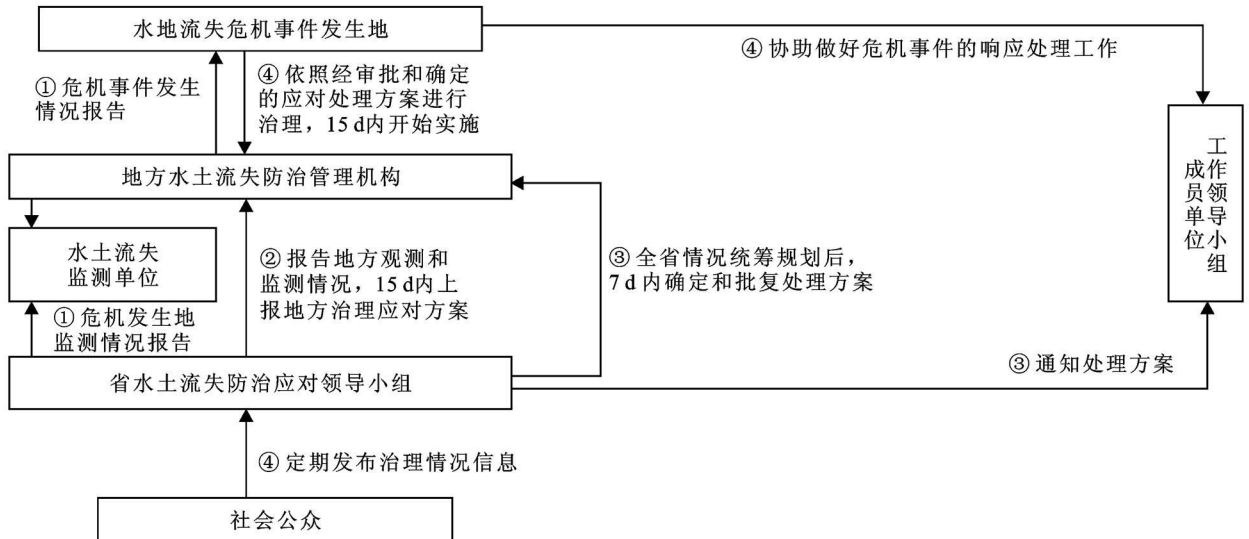 水地流失危机事件发生地
④ 协助做好危机事件的响应处理工作
① 危机事件发生
情况报告
④ 依照经审批和确定
的应对处理方案进行
治理，15 d内开始实施
地方水土流失防治管理机构
工作领导小组
成员单位
水土流失
监测单位
② 报告地方观测和
监测情况，15 d内上
报地方治理应对方案
③ 全省情况统筹规划后，
7 d 内确定和批复处理方案
① 危机发生地
监测情况报告
省水土流失防治应对领导小组
③ 通知处理方案
④ 定期发布治理情况信息
社会公众